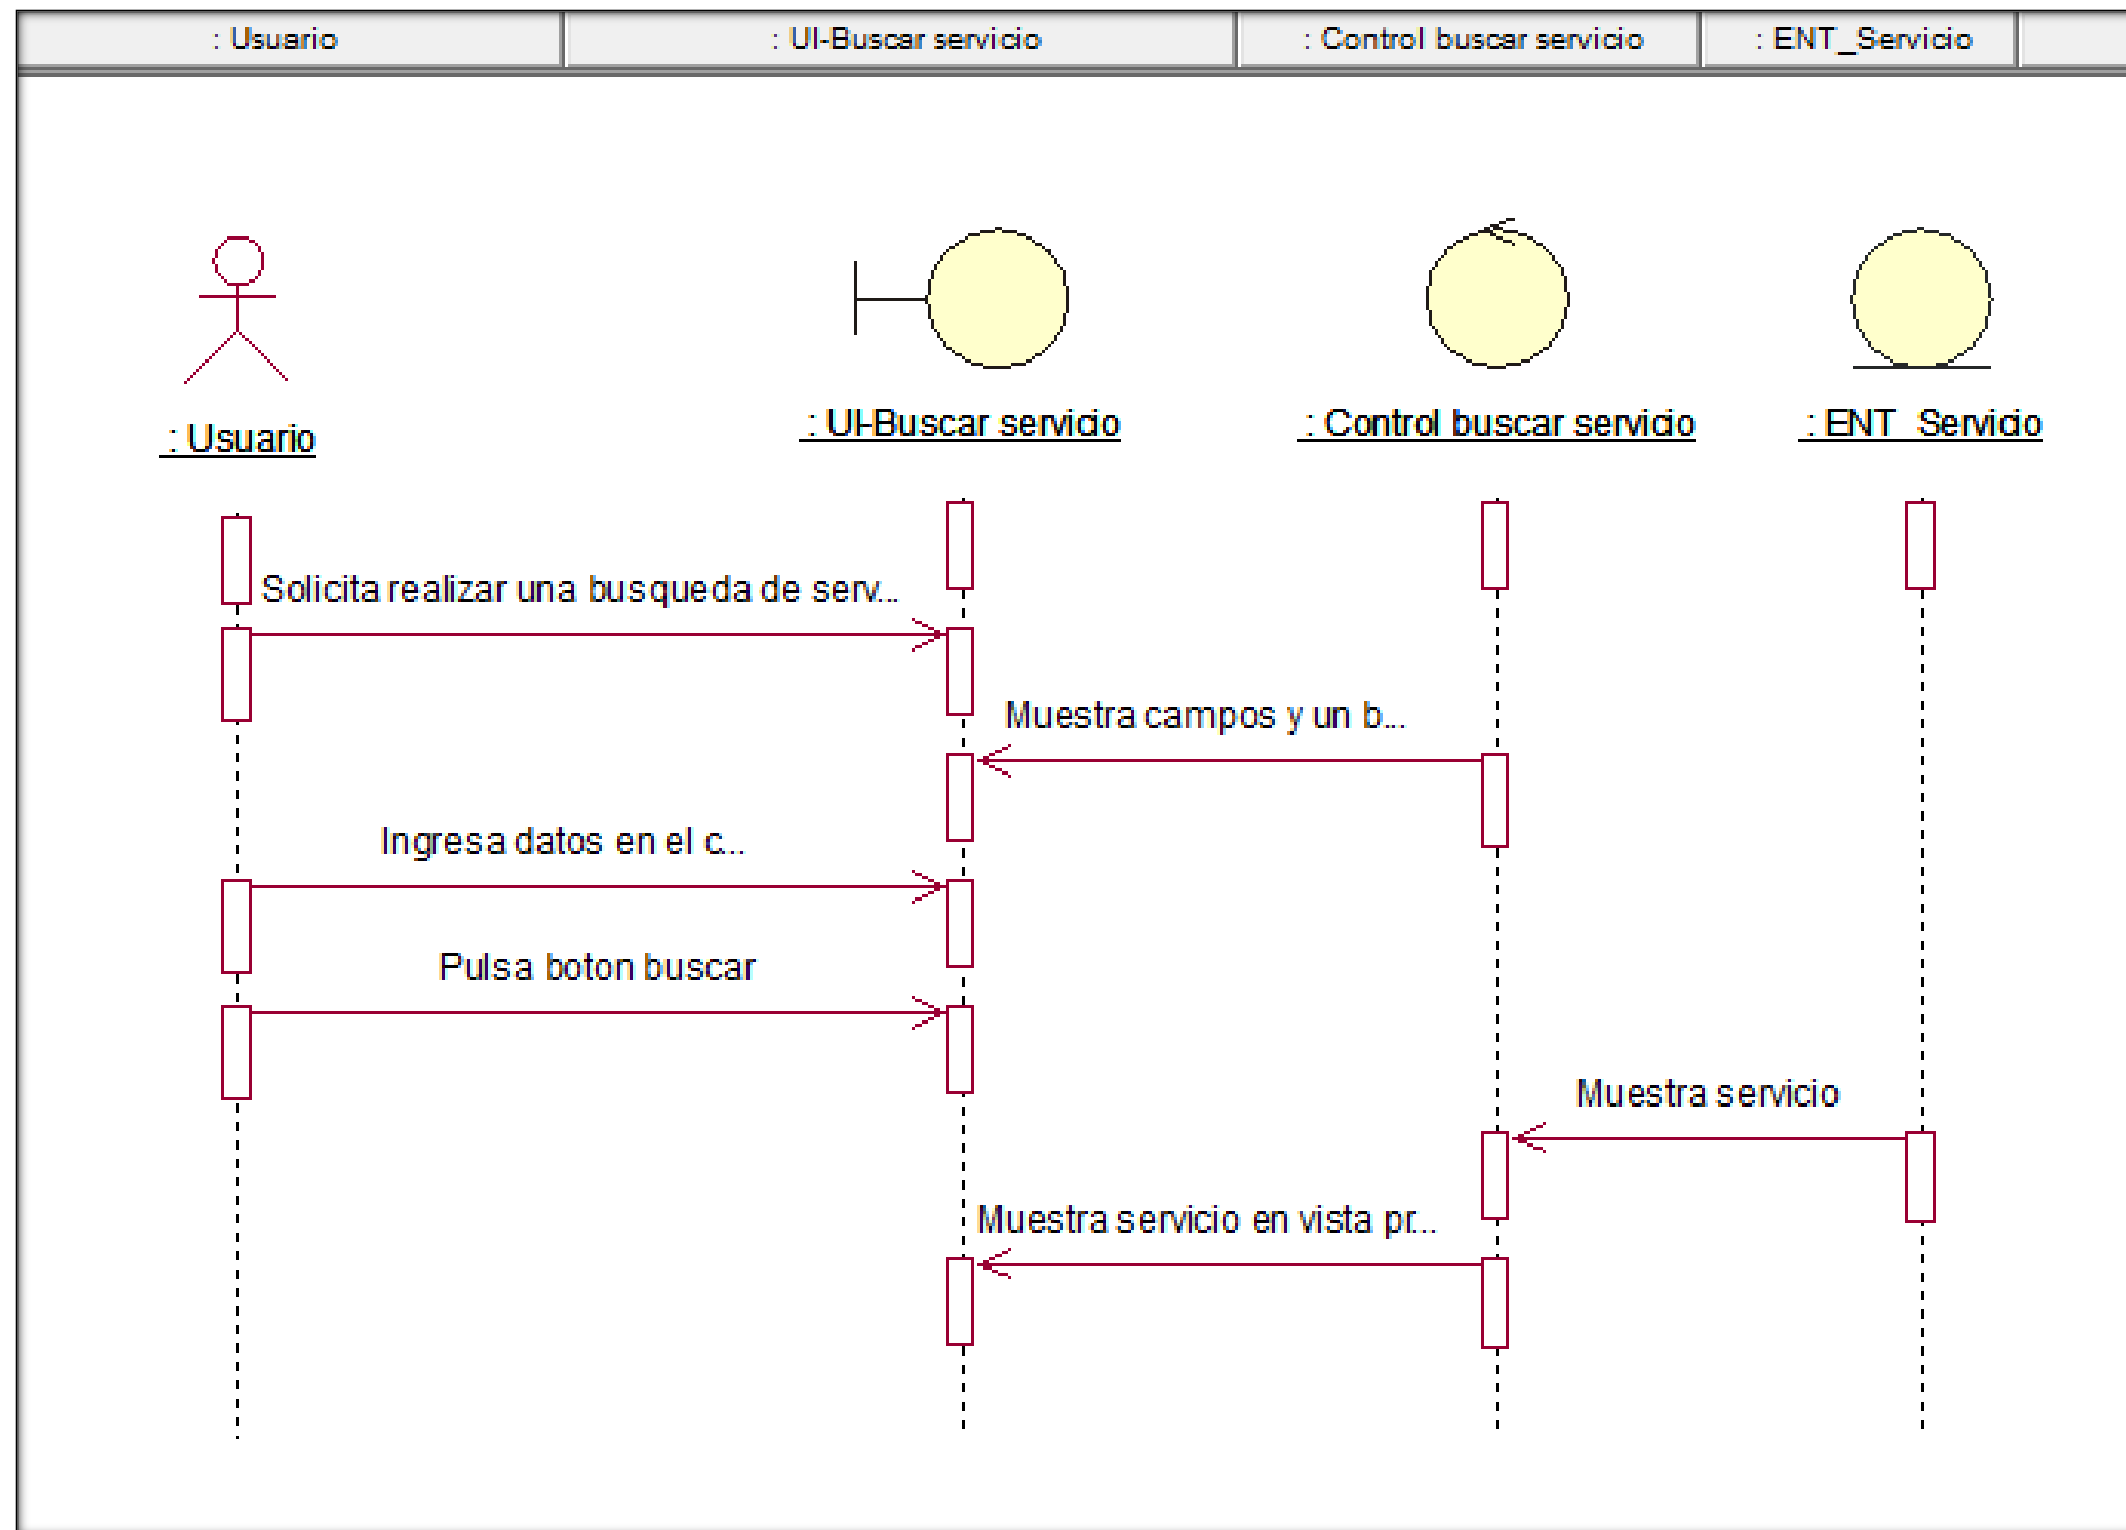 : Usuario
: UI-Buscar servicio
: Control buscar servicio
: ENT_Servicio
: Usuario
: UI-Buscar servicio
: Control buscar servicio
: ENT_Servicio
Solicita realizar una busqueda de serv...
Muestra campos y un b...
Ingresa datos en el c...
Pulsa boton buscar
Muestra servicio
Muestra servicio en vista pr...